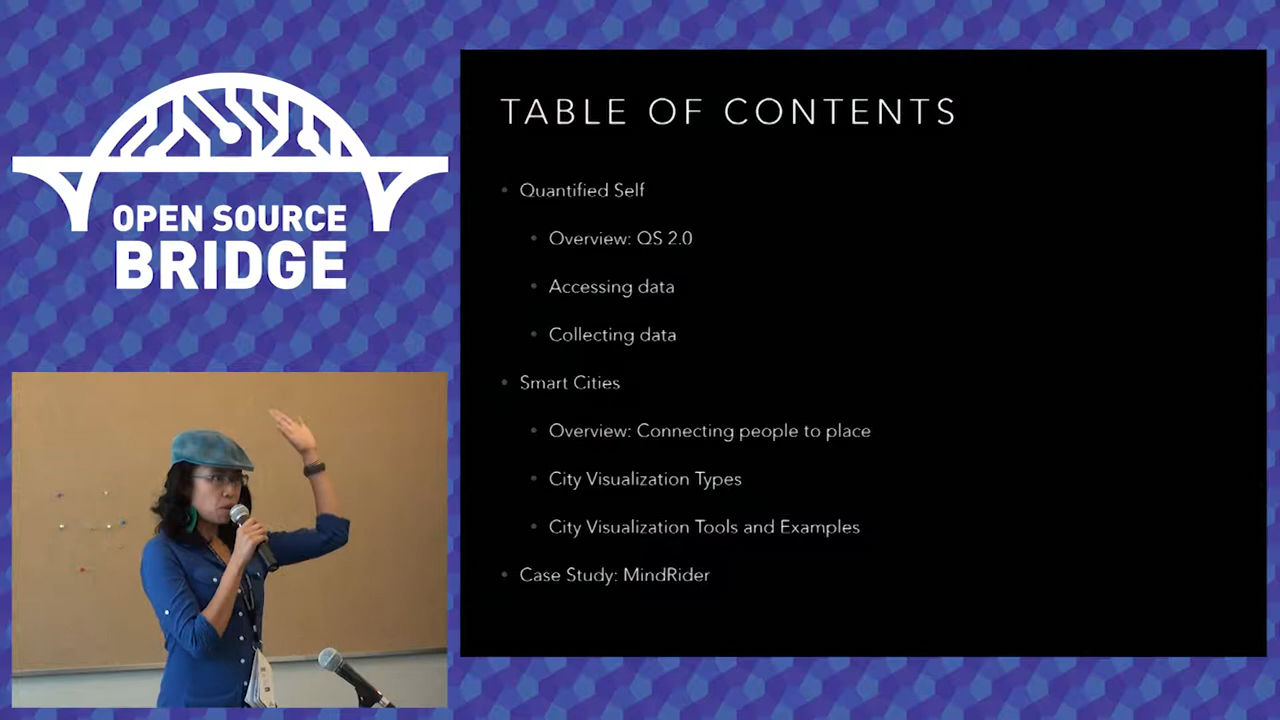 OPEN SOURCE
BRIDGE
TABLE OF CONTENTS
• Quantified Self
• Overview: QS 2.0
• Accessing data
• Collecting data
• Smart Cities
• Overview: Connecting people to place
• City Visualization Types
• City Visualization Tools and Examples
• Case Study: MindRider